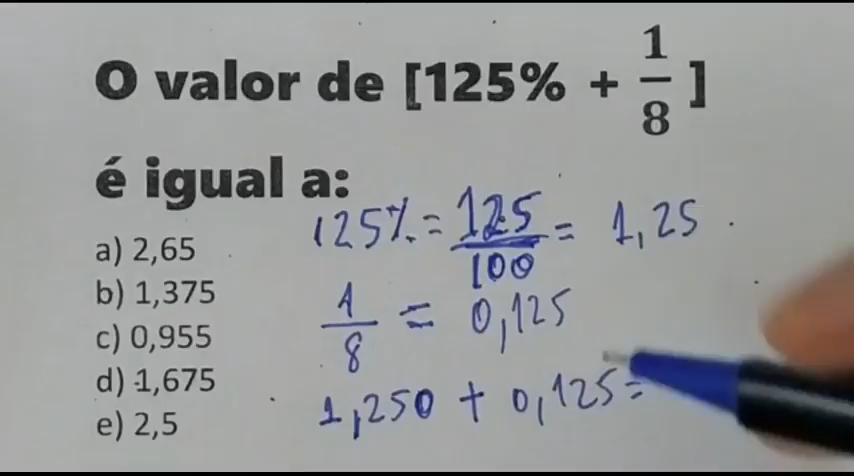 O valor de [125% + 1/8]
é igual a:
a) 2,65
b) 1,375
c) 0,955
d) 1,675
e) 2,5
125% = 125/100 = 1,25
1/8 = 0,125
1,250 + 0,125 =